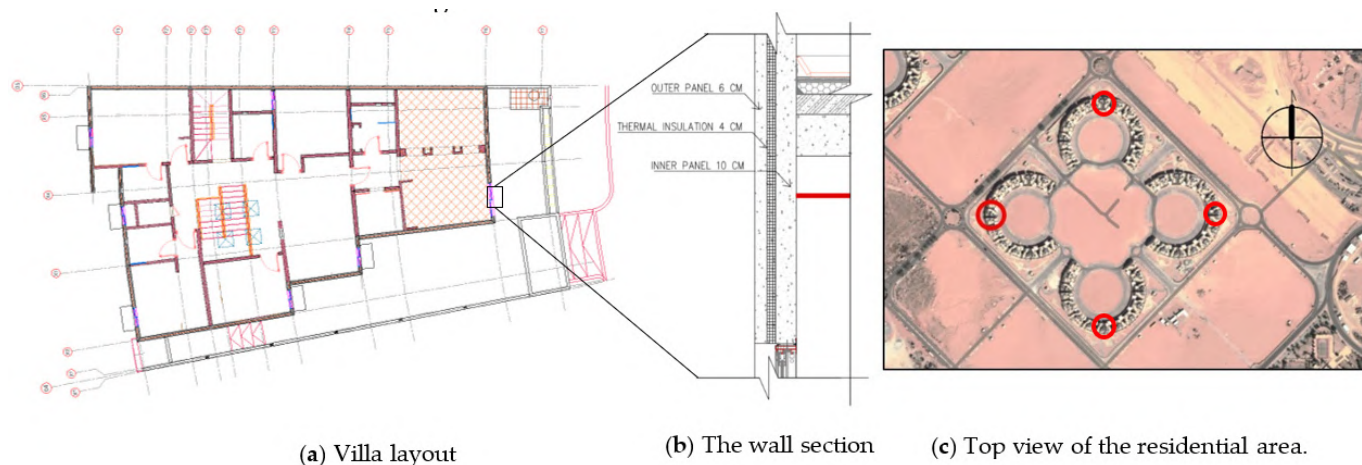 OUTER PANEL 6 CM
THERMAL INSULATION 4 CM
INNER PANEL 10 CM
(a) Villa layout
(b) The wall section
(c) Top view of the residential area.